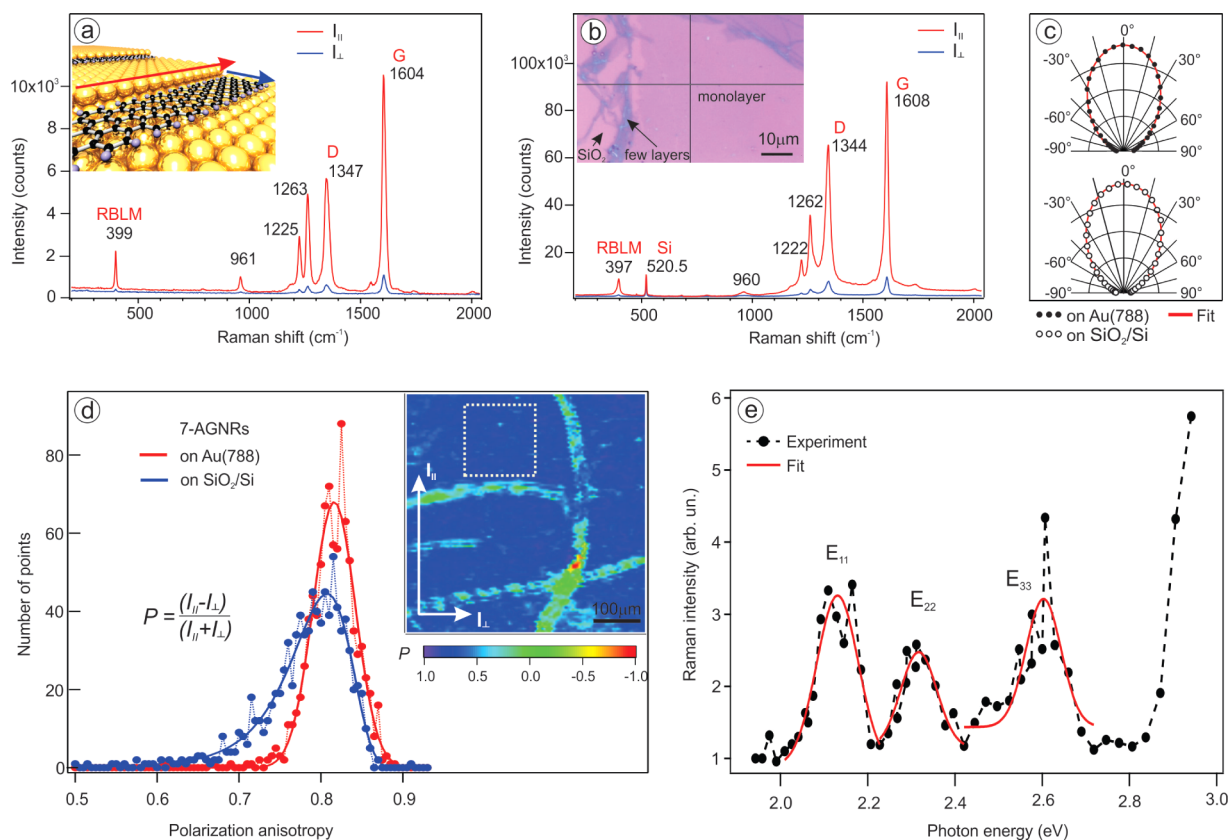 a
I∥
I⊥
G
1604
10x10³
8
6
4
2
0
Intensity (counts)
D
1347
1263
1225
RBLM
399
961
500
1000
1500
2000
Raman shift (cm⁻¹)
b
I∥
I⊥
G
1608
100x10³
80
60
40
20
Intensity (counts)
monolayer
SiO₂
few layers
10μm
D
1344
1262
1222
RBLM
397
Si
520.5
960
500
1000
1500
2000
Raman shift (cm⁻¹)
c
0°
-30°
30°
-60°
60°
-90°
90°
0°
-30°
30°
-60°
60°
-90°
90°
on Au(788)
Fit
on SiO₂/Si
d
7-AGNRs
on Au(788)
on SiO₂/Si
80
60
40
20
0
Number of points
P = (I∥-I⊥)
(I∥+I⊥)
I∥
I⊥
100μm
P
1.0
0.5
0.0
-0.5
-1.0
0.5
0.6
0.7
0.8
0.9
Polarization anisotropy
e
Experiment
Fit
E₁₁
E₂₂
E₃₃
6
5
4
3
2
1
Raman intensity (arb. un.)
2.0
2.2
2.4
2.6
2.8
3.0
Photon energy (eV)